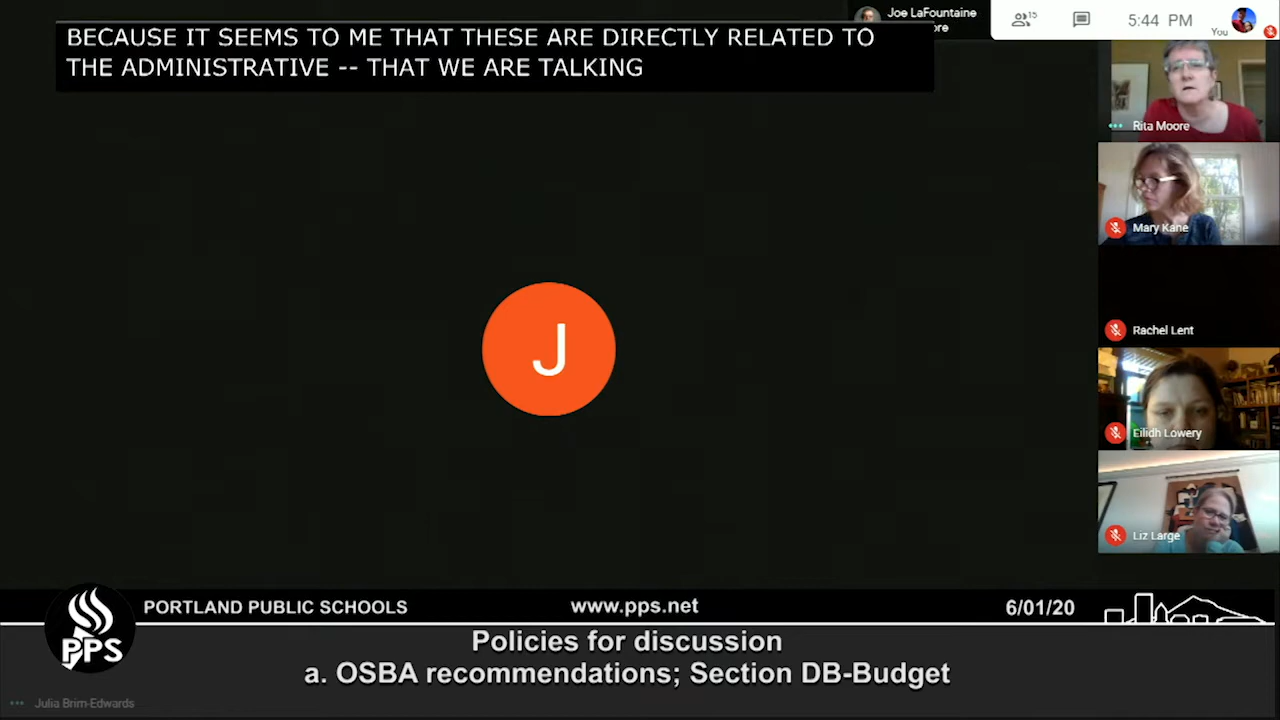 BECAUSE IT SEEMS TO ME THAT THESE ARE DIRECTLY RELATED TO
THE ADMINISTRATIVE -- THAT WE ARE TALKING
Joe LaFountaine
ore
15
5:44 PM
You
Rita Moore
Mary Kane
Rachel Lent
Eilidh Lowery
Liz Large
J
PPS
PORTLAND PUBLIC SCHOOLS
www.pps.net
6/01/20
Policies for discussion
a. OSBA recommendations; Section DB-Budget
Julia Brim-Edwards